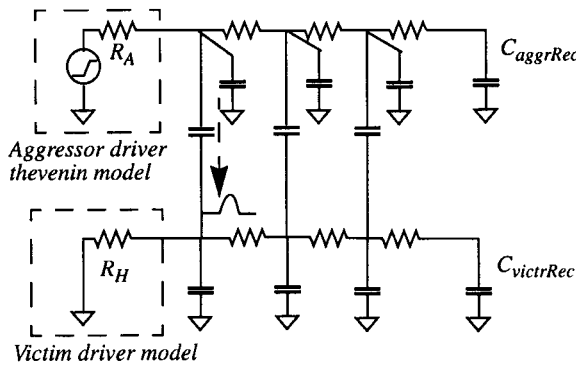 R_A
C_aggrRec
Aggressor driver
thevenin model
R_H
C_victrRec
Victim driver model